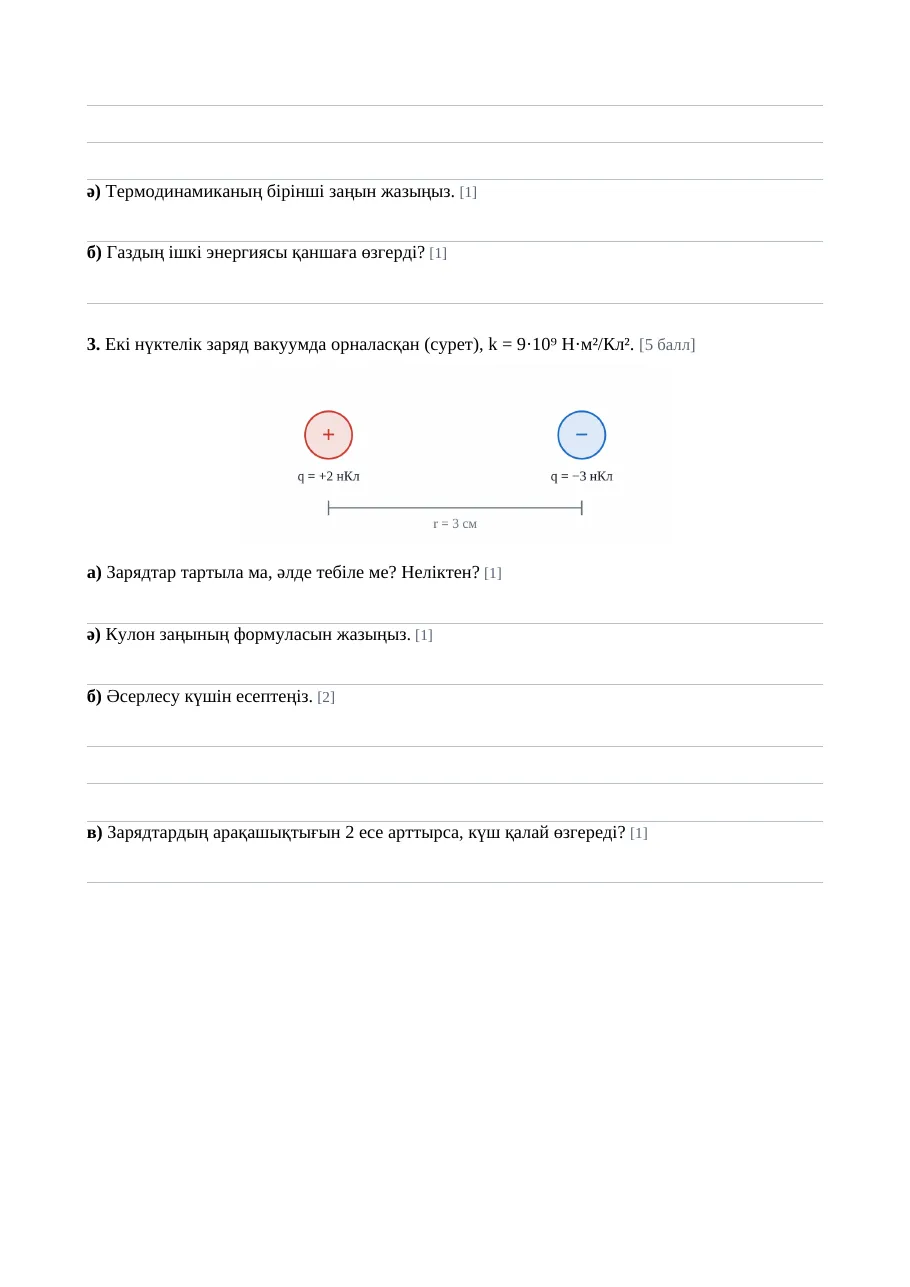 ә) Термодинамиканың бірінші заңын жазыңыз. [1]
б) Газдың ішкі энергиясы қаншаға өзгерді? [1]
3. Екі нүктелік заряд вакуумда орналасқан (сурет), k = 9·10⁹ Н·м²/Кл². [5 балл]
+ −
q = +2 нКл q = −3 нКл
r = 3 см
а) Зарядтар тартыла ма, әлде тебіле ме? Неліктен? [1]
ә) Кулон заңының формуласын жазыңыз. [1]
б) Әсерлесу күшін есептеңіз. [2]
в) Зарядтардың арақашықтығын 2 есе арттырса, күш қалай өзгереді? [1]